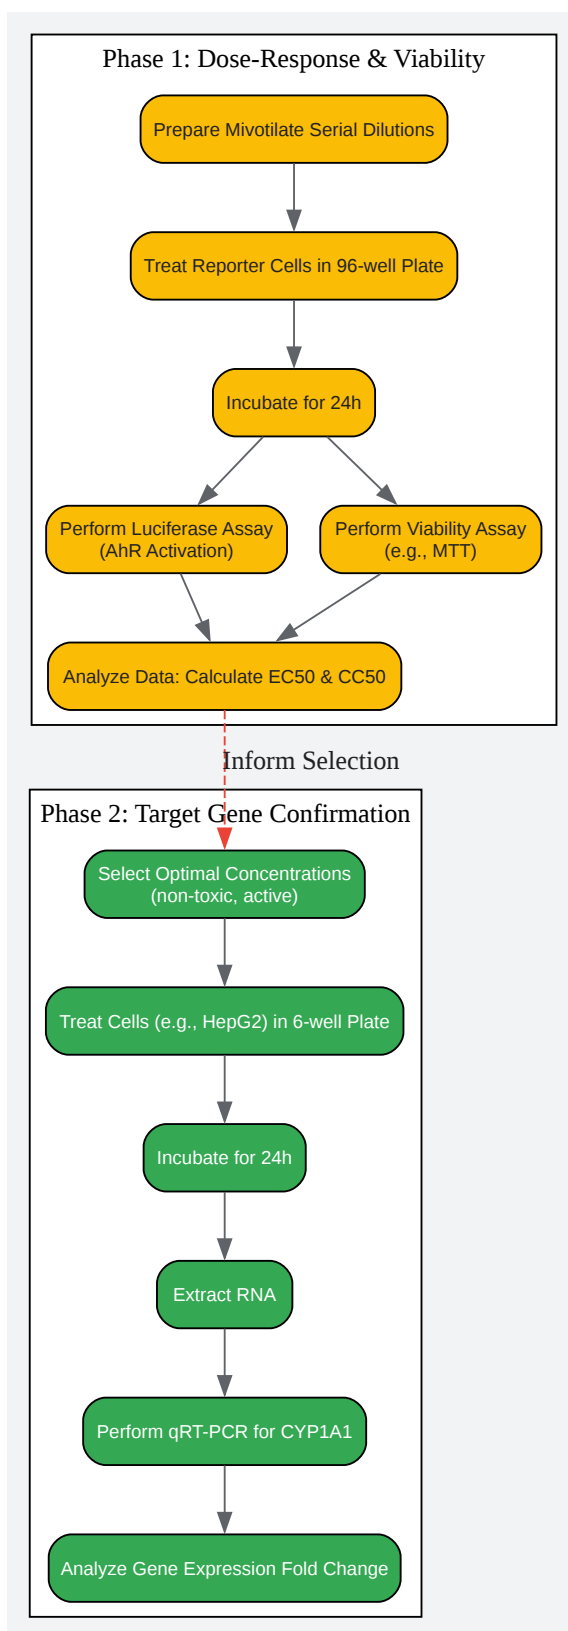 Phase 1: Dose-Response & Viability
Prepare Mivotilate Serial Dilutions
Treat Reporter Cells in 96-well Plate
Incubate for 24h
Perform Luciferase Assay
(AhR Activation)
Perform Viability Assay
(e.g., MTT)
Analyze Data: Calculate EC50 & CC50
Inform Selection
Phase 2: Target Gene Confirmation
Select Optimal Concentrations
(non-toxic, active)
Treat Cells (e.g., HepG2) in 6-well Plate
Incubate for 24h
Extract RNA
Perform qRT-PCR for CYP1A1
Analyze Gene Expression Fold Change